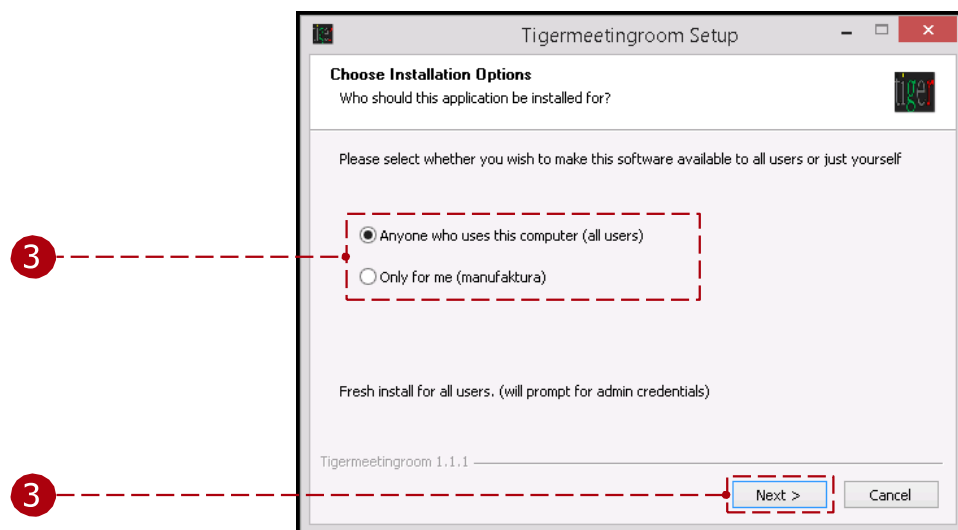 Tigermeetingroom Setup
Choose Installation Options
Who should this application be installed for?
tiger
Please select whether you wish to make this software available to all users or just yourself
3
Anyone who uses this computer (all users)
Only for me (manufaktura)
Fresh install for all users. (will prompt for admin credentials)
Tigermeetingroom 1.1.1
3
Next >
Cancel